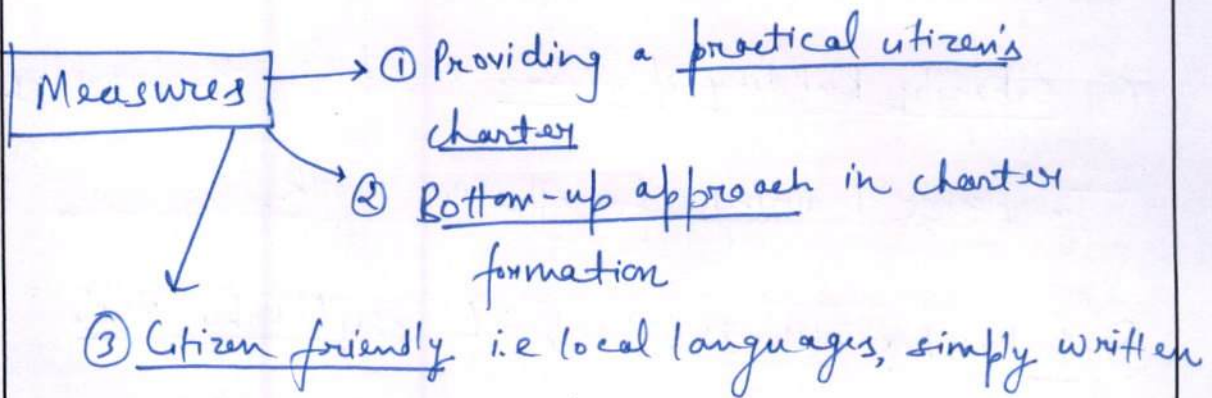 Measures
① Providing a practical citizen's
charter
② Bottom-up approach in charter
formation
③ Citizen friendly i.e local languages, simply written